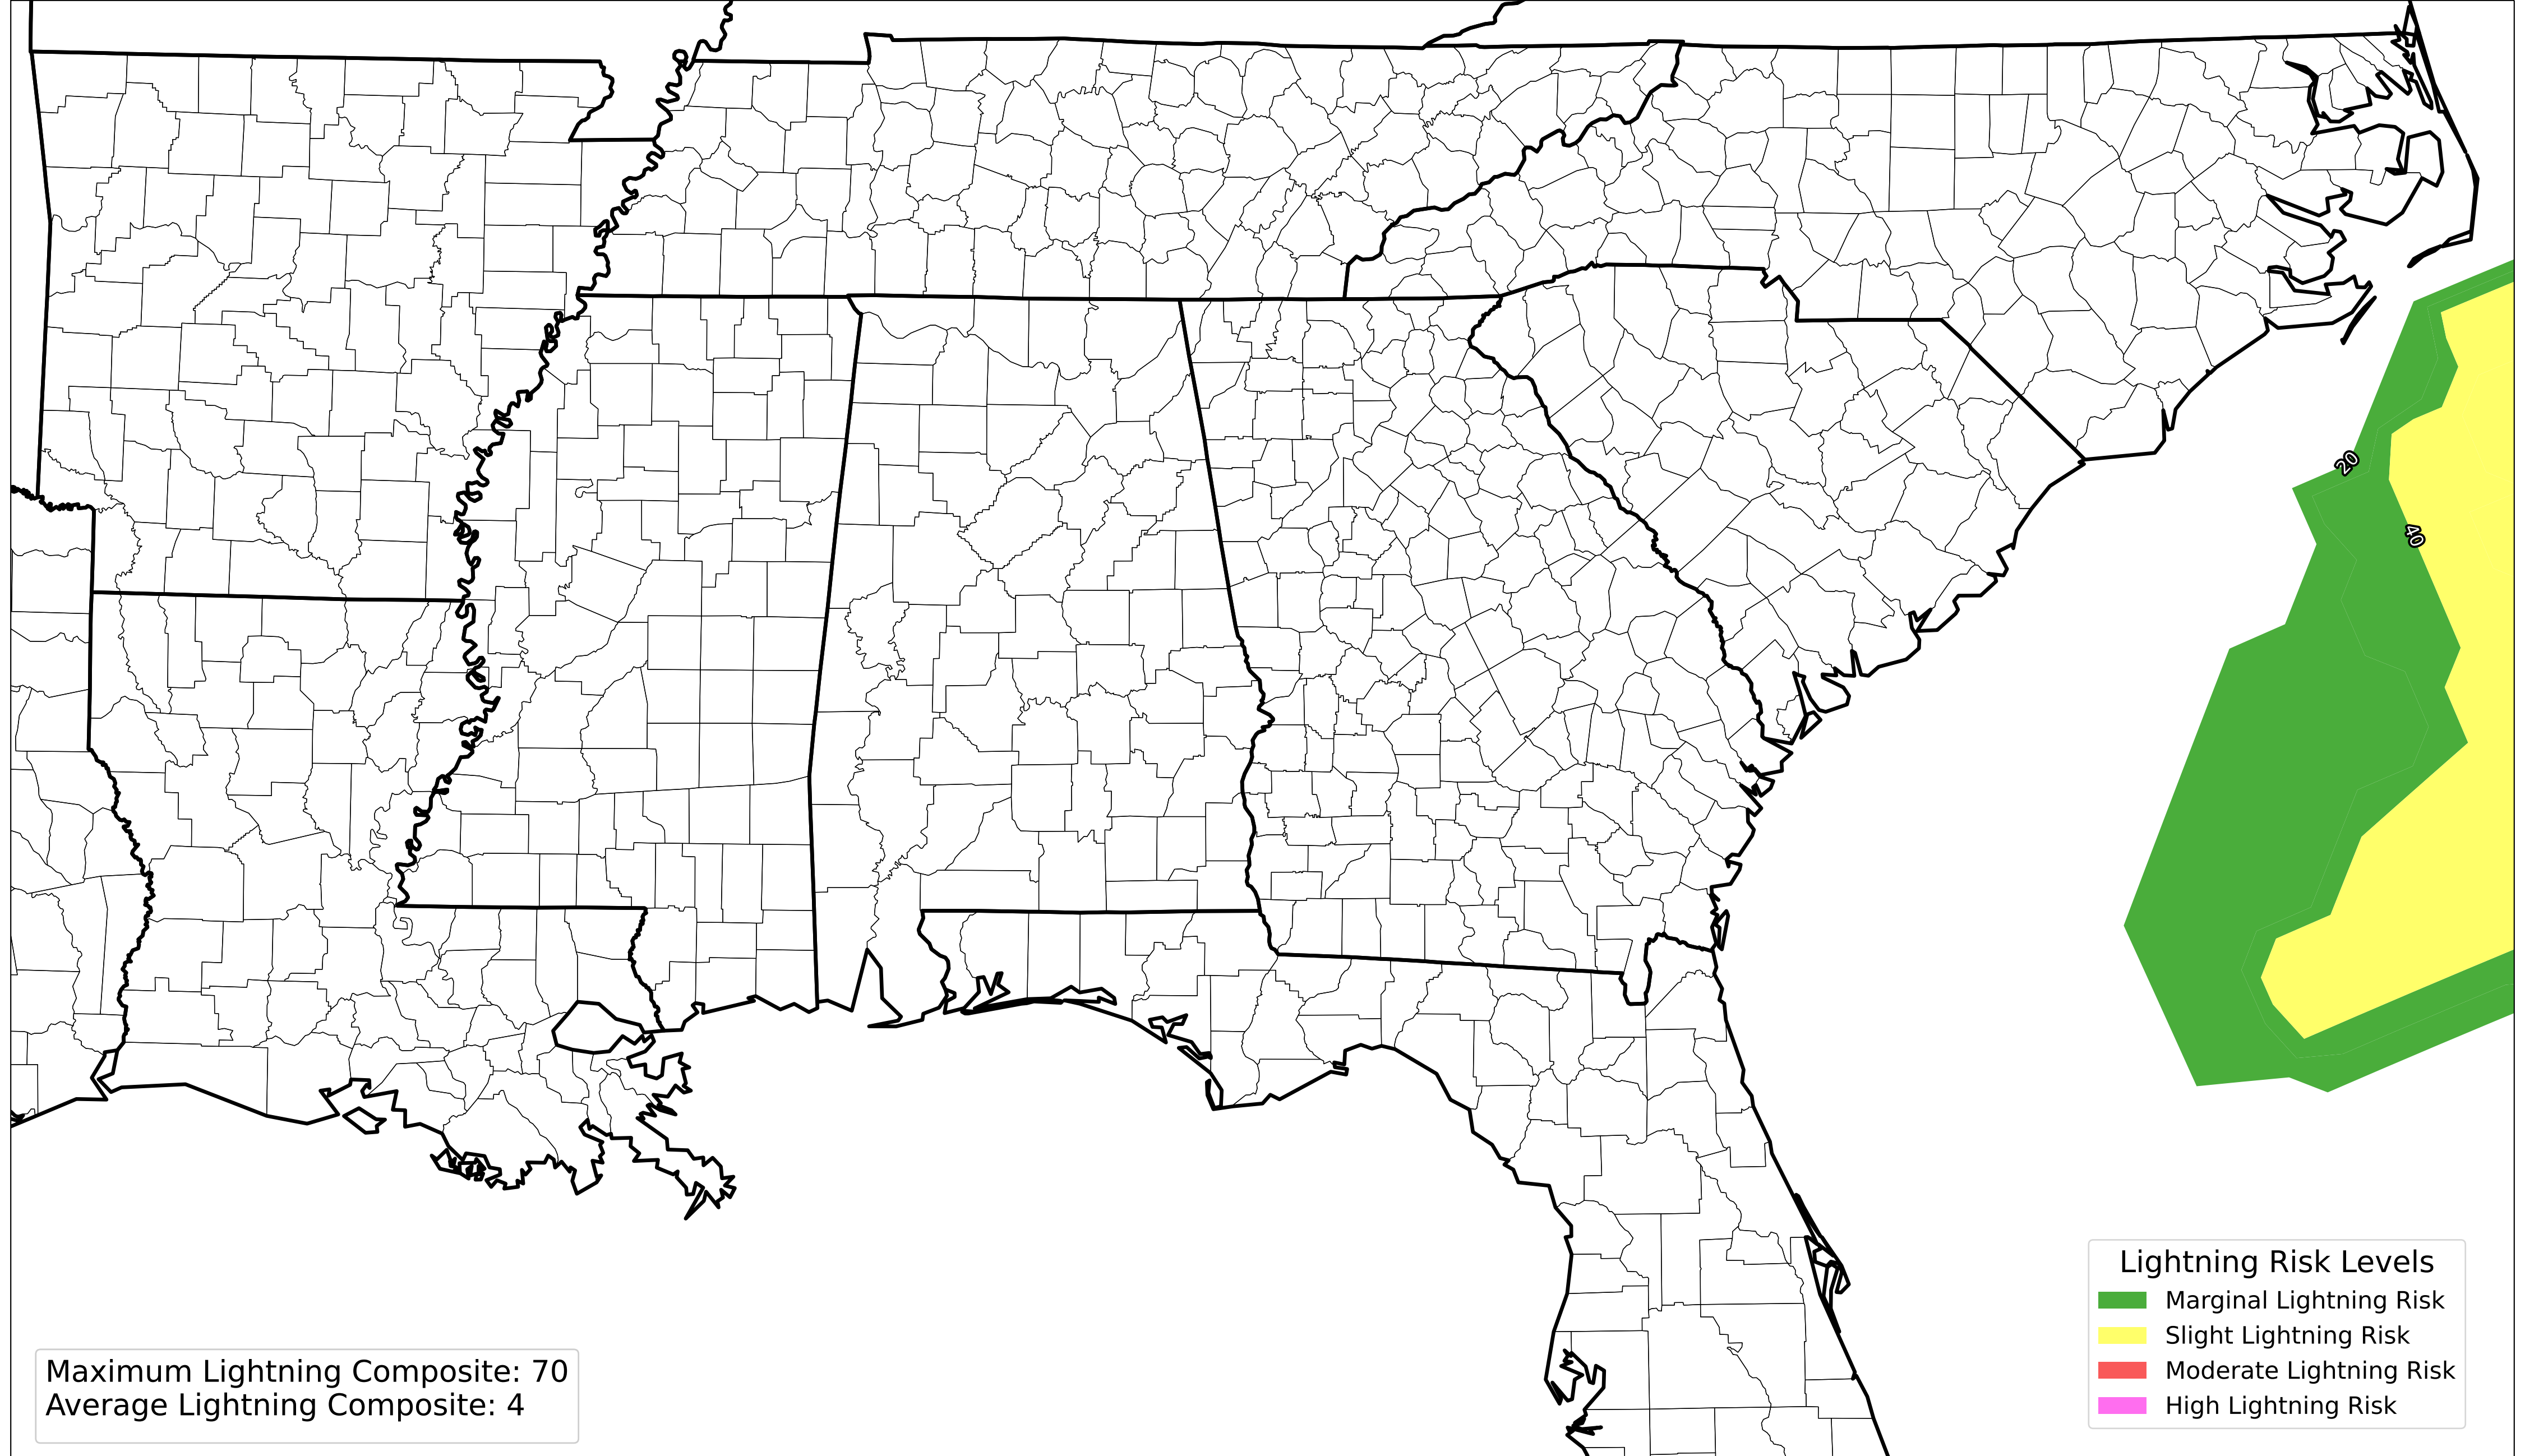 20
40
Lightning Risk Levels
Marginal Lightning Risk
Slight Lightning Risk
Moderate Lightning Risk
High Lightning Risk
Maximum Lightning Composite: 70
Average Lightning Composite: 4